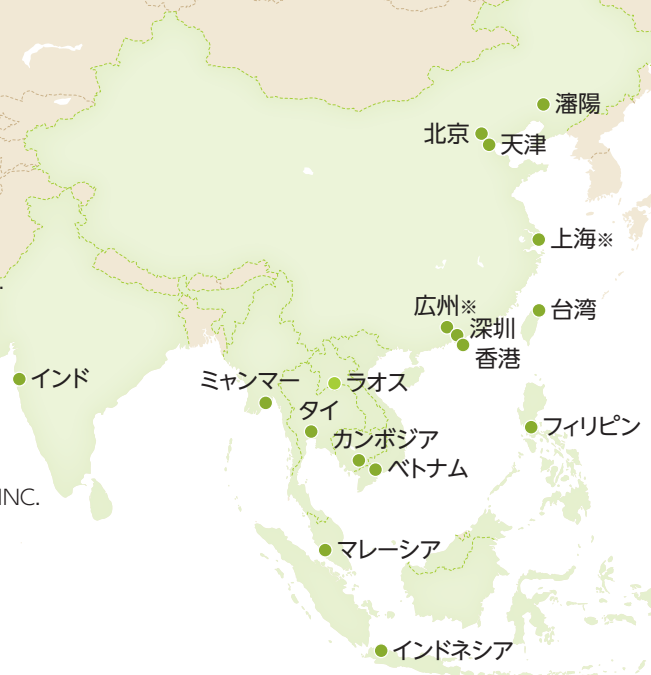 瀋陽
北京
天津
上海※
.
広州※
台湾
深圳
香港
インド
ミャンマー
ラオス
タイ
フィリピン
カンボジア
ベトナム
INC.
マレーシア
インドネシア